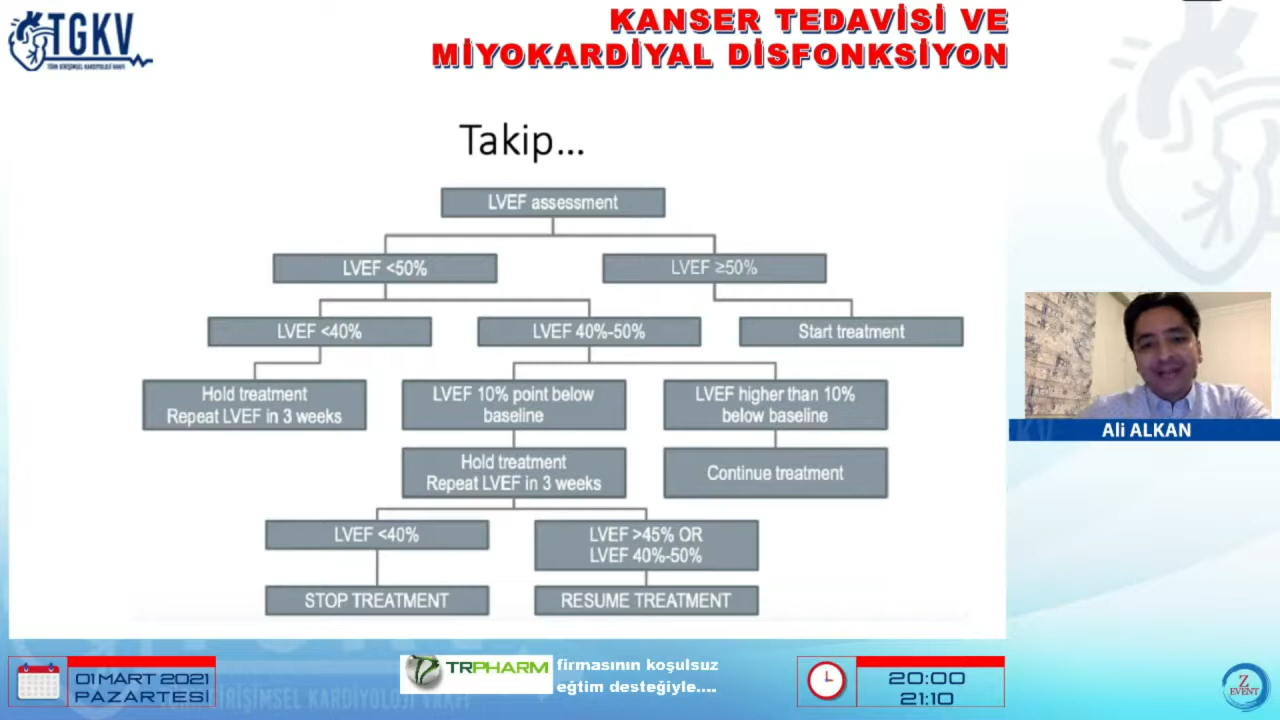 TGKV
TÜRK GİRİŞİMSEL KARDİYOLOJİ VAKFI
KANSER TEDAVİSİ VE
MİYOKARDİYAL DİSFONKSİYON
Takip...
LVEF assessment
LVEF <50%
LVEF ≥50%
LVEF <40%
LVEF 40%-50%
Start treatment
Hold treatment
Repeat LVEF in 3 weeks
LVEF 10% point below
baseline
LVEF higher than 10%
below baseline
Hold treatment
Repeat LVEF in 3 weeks
Continue treatment
LVEF <40%
LVEF >45% OR
LVEF 40%-50%
STOP TREATMENT
RESUME TREATMENT
Ali ALKAN
01 MART 2021
PAZARTESİ
TRPHARM
firmasının koşulsuz
eğtim desteğiyle....
20:00
21:10
Z
EVENT